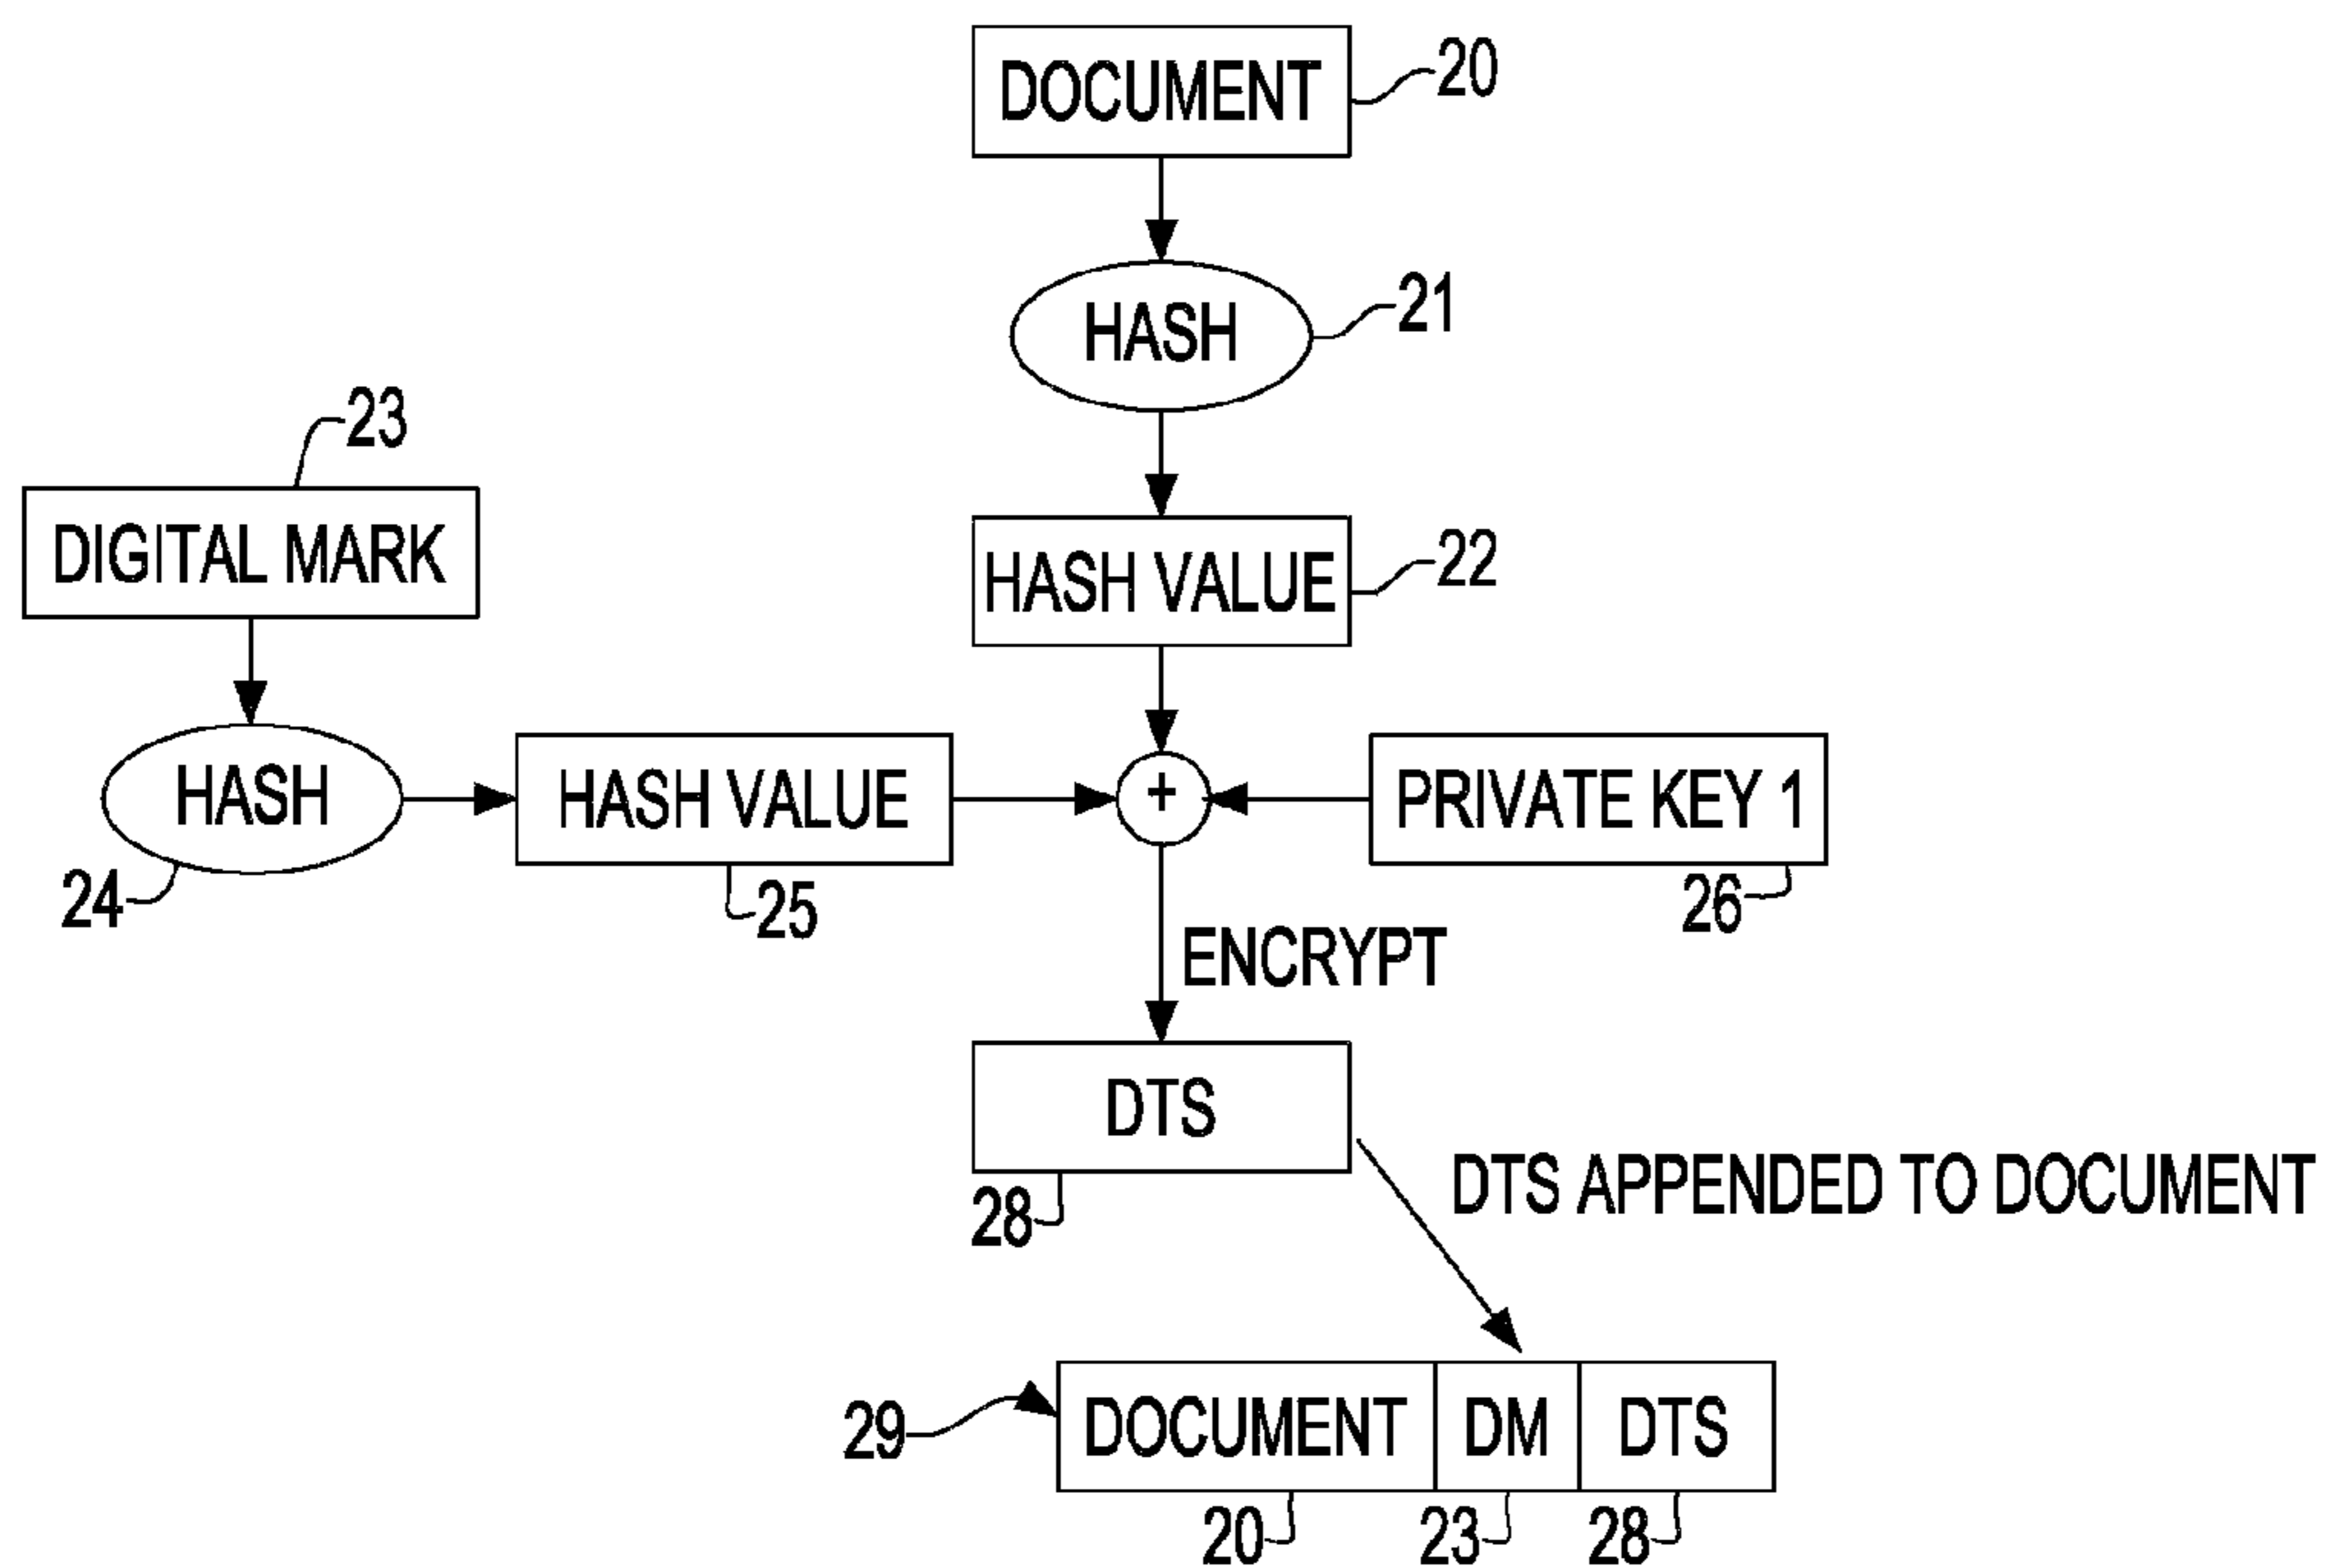 DOCUMENT
20
HASH
21
23
DIGITAL MARK
HASH VALUE
22
HASH
24
HASH VALUE
25
+
PRIVATE KEY 1
26
ENCRYPT
DTS
28
DTS APPENDED TO DOCUMENT
29
DOCUMENT DM DTS
20 23 28